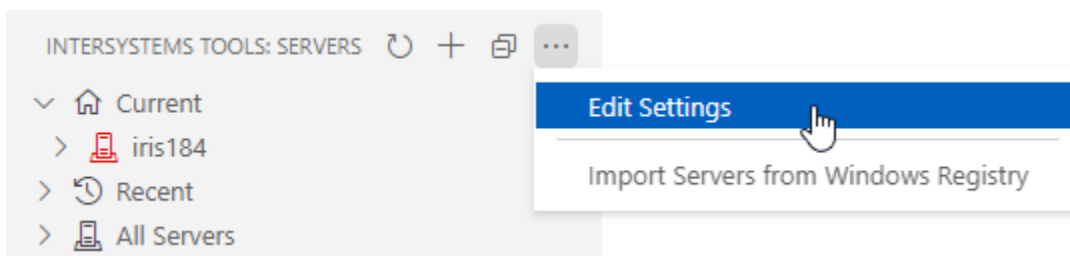 INTERSYSTEMS TOOLS: SERVERS
Current
Edit Settings
iris184
Import Servers from Windows Registry
Recent
All Servers